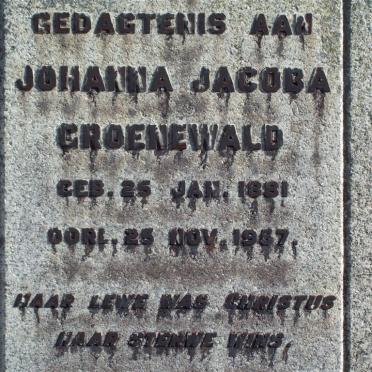 GEDAGTENIS AAN
JOHANNA JACOBA
GROENEWALD
GEB. 25 JAN. 1881
OORL. 25 NOV. 1957.
HAAR LEWE WAS CHRISTUS
HAAR STERWE WINS.